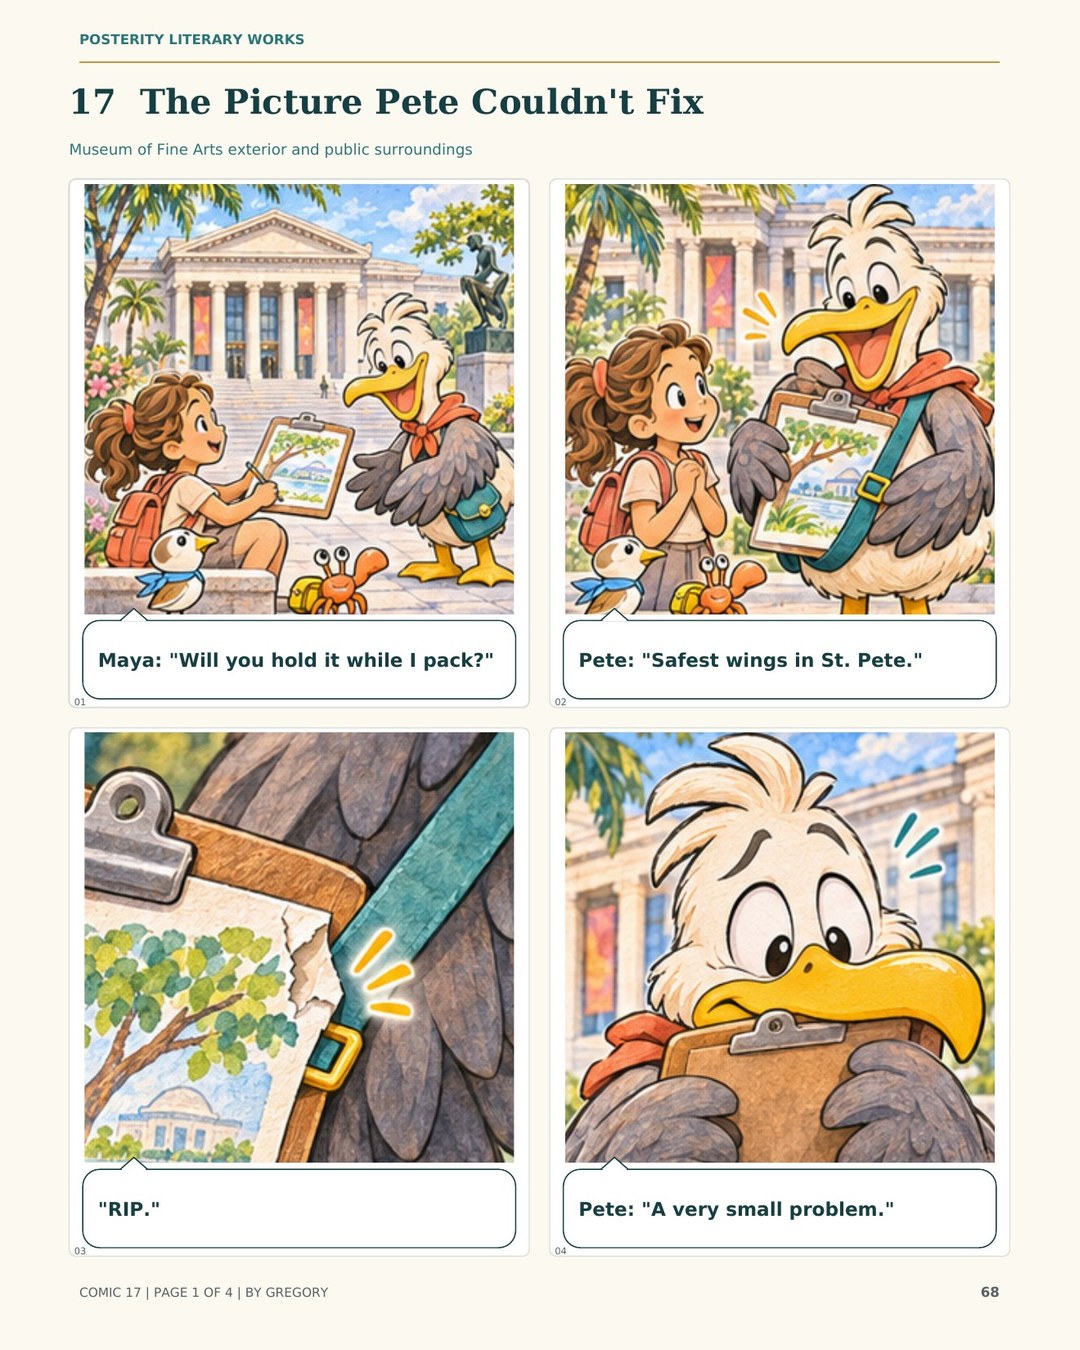 POSTERITY LITERARY WORKS
17 The Picture Pete Couldn't Fix
Museum of Fine Arts exterior and public surroundings
Maya: "Will you hold it while I pack?"
01
Pete: "Safest wings in St. Pete."
02
"RIP."
03
Pete: "A very small problem."
04
COMIC 17 | PAGE 1 OF 4 | BY GREGORY
68